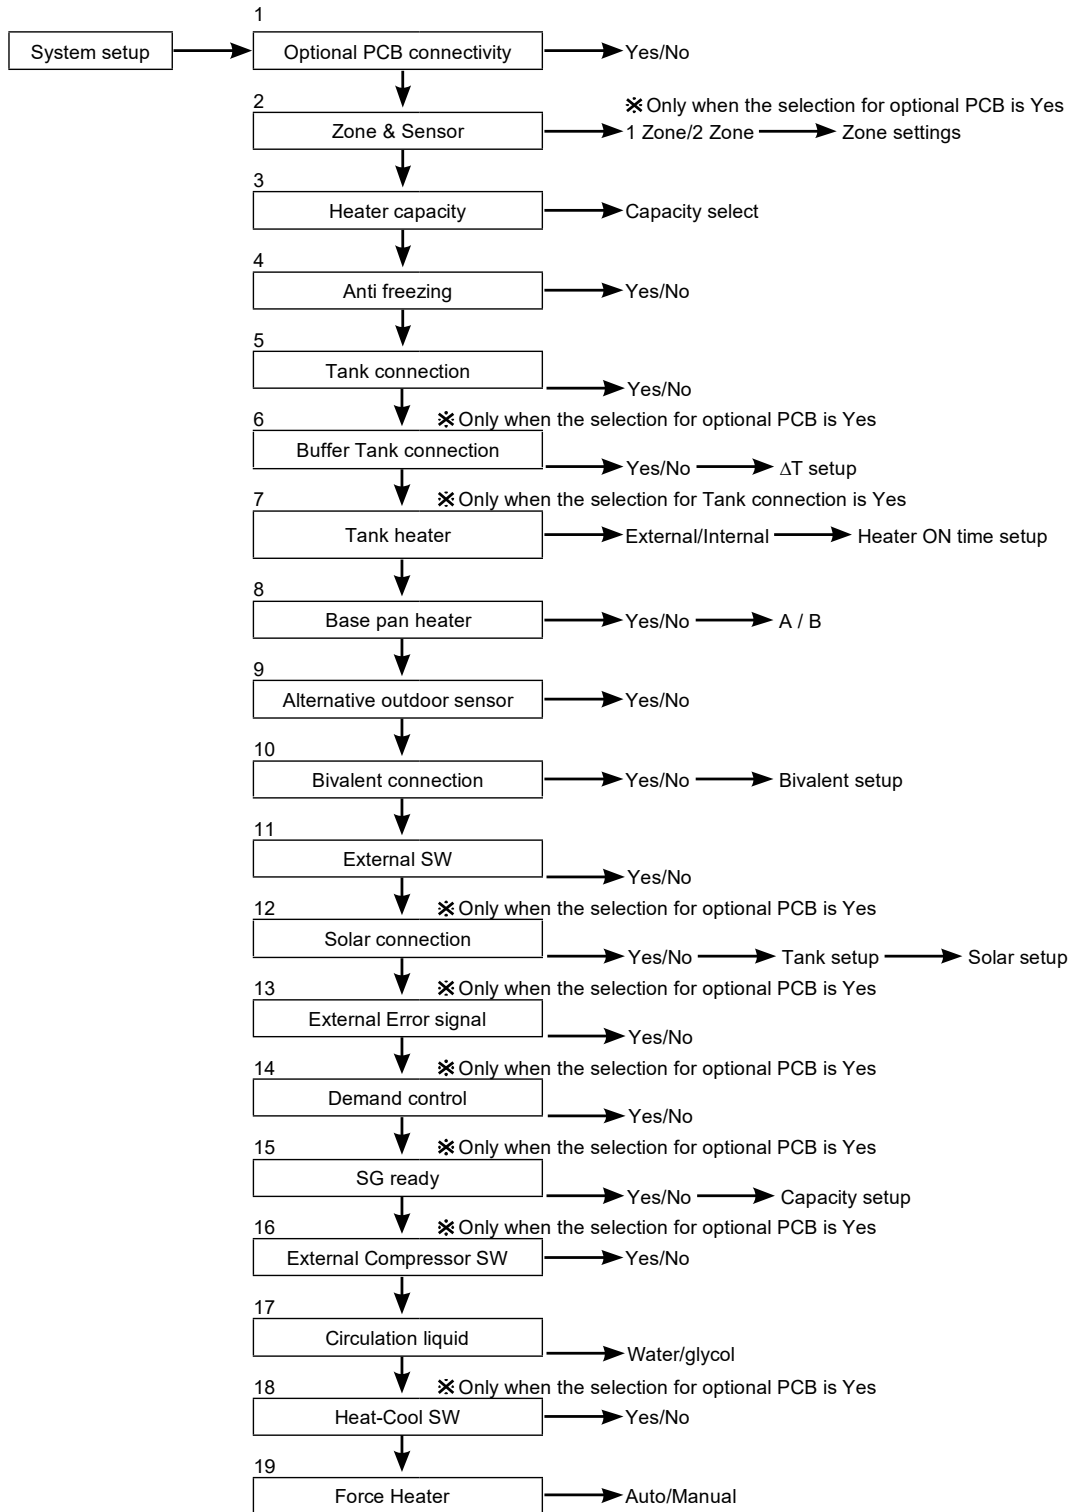 1
System setup Optional PCB connectivity Yes/No
2 ※ Only when the selection for optional PCB is Yes
Zone & Sensor 1 Zone/2 Zone Zone settings
3
Heater capacity Capacity select
4
Anti freezing Yes/No
5
Tank connection Yes/No
6 ※ Only when the selection for optional PCB is Yes
Buffer Tank connection Yes/No ΔT setup
7 ※ Only when the selection for Tank connection is Yes
Tank heater External/Internal Heater ON time setup
8
Base pan heater Yes/No A / B
9
Alternative outdoor sensor Yes/No
10
Bivalent connection Yes/No Bivalent setup
11
External SW Yes/No
12 ※ Only when the selection for optional PCB is Yes
Solar connection Yes/No Tank setup Solar setup
13 ※ Only when the selection for optional PCB is Yes
External Error signal Yes/No
14 ※ Only when the selection for optional PCB is Yes
Demand control Yes/No
15 ※ Only when the selection for optional PCB is Yes
SG ready Yes/No Capacity setup
16 ※ Only when the selection for optional PCB is Yes
External Compressor SW Yes/No
17
Circulation liquid Water/glycol
18 ※ Only when the selection for optional PCB is Yes
Heat-Cool SW Yes/No
19
Force Heater Auto/Manual